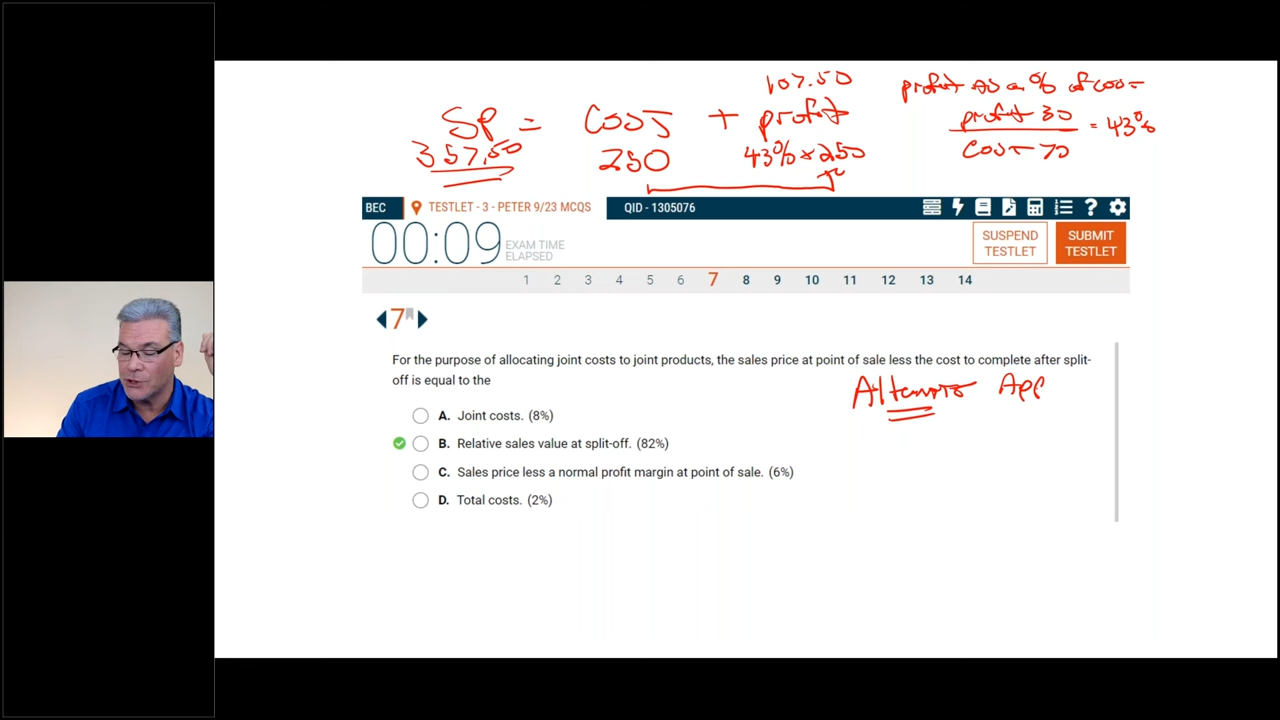 107.50
profit as a % of cost
SP = Cost + profit
profit 30
cost 70
= 43%
357.50 250 43% x 250
BEC TESTLET - 3 - PETER 9/23 MCQS QID - 1305076
00:09 EXAM TIME ELAPSED
SUSPEND TESTLET
SUBMIT TESTLET
1 2 3 4 5 6 7 8 9 10 11 12 13 14
7
For the purpose of allocating joint costs to joint products, the sales price at point of sale less the cost to complete after split-
off is equal to the
App
A. Joint costs. (8%)
B. Relative sales value at split-off. (82%)
C. Sales price less a normal profit margin at point of sale. (6%)
D. Total costs. (2%)